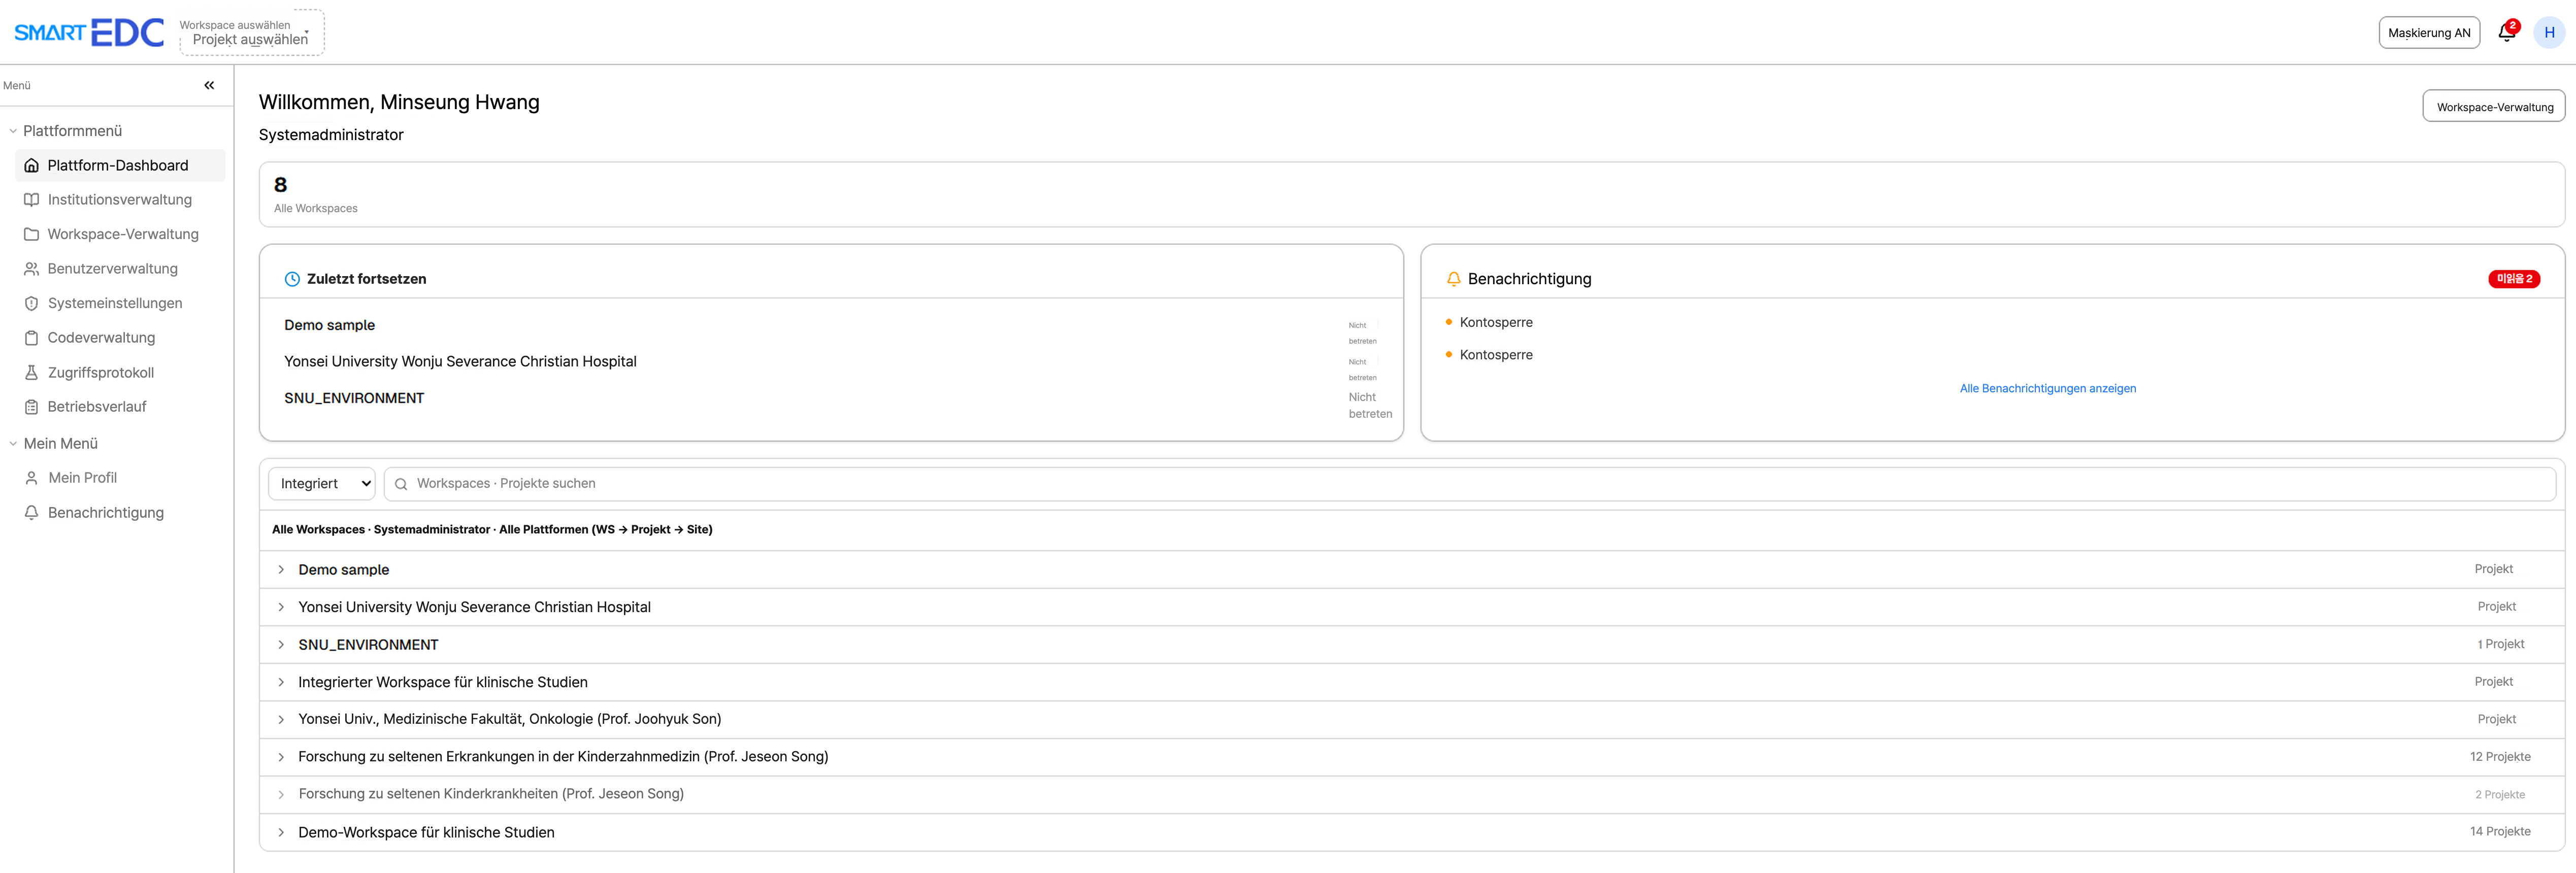 SMART EDC
Workspace auswählen
Projekt auswählen
Maskierung AN
2
H
Menü
Plattformmenü
Plattform-Dashboard
Institutionsverwaltung
Workspace-Verwaltung
Benutzerverwaltung
Systemeinstellungen
Codeverwaltung
Zugriffsprotokoll
Betriebsverlauf
Mein Menü
Mein Profil
Benachrichtigung
Willkommen, Minseung Hwang
Systemadministrator
Workspace-Verwaltung
8
Alle Workspaces
Zuletzt fortsetzen
Demo sample
Nicht
betreten
Yonsei University Wonju Severance Christian Hospital
Nicht
betreten
SNU_ENVIRONMENT
Nicht
betreten
Benachrichtigung
미읽음 2
Kontosperre
Kontosperre
Alle Benachrichtigungen anzeigen
Integriert
Workspaces · Projekte suchen
Alle Workspaces · Systemadministrator · Alle Plattformen (WS → Projekt → Site)
Demo sample
Projekt
Yonsei University Wonju Severance Christian Hospital
Projekt
SNU_ENVIRONMENT
1 Projekt
Integrierter Workspace für klinische Studien
Projekt
Yonsei Univ., Medizinische Fakultät, Onkologie (Prof. Joohyuk Son)
Projekt
Forschung zu seltenen Erkrankungen in der Kinderzahnmedizin (Prof. Jeseon Song)
12 Projekte
Forschung zu seltenen Kinderkrankheiten (Prof. Jeseon Song)
2 Projekte
Demo-Workspace für klinische Studien
14 Projekte